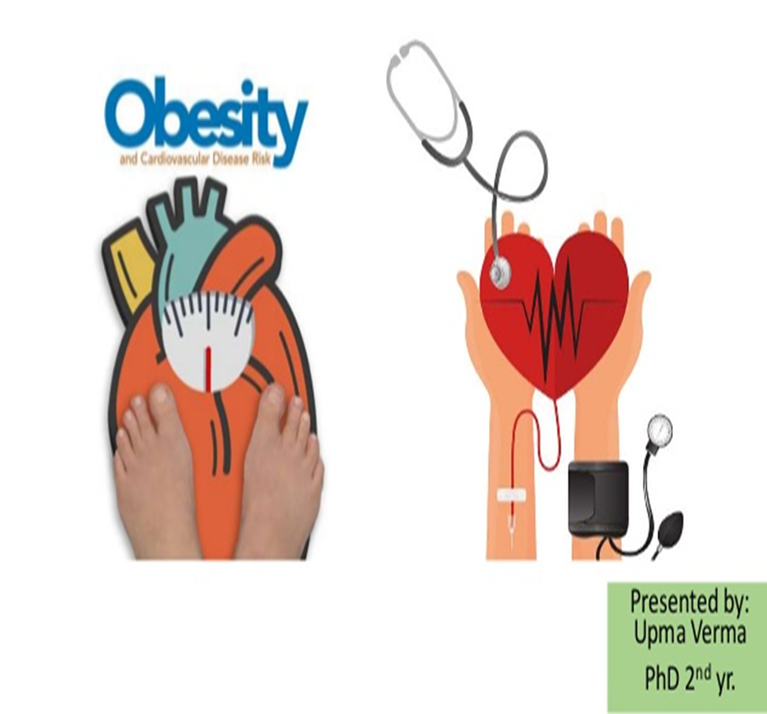 Obesity
and Cardiovascular Disease Risk
Presented by:
Upma Verma
PhD 2nd yr.